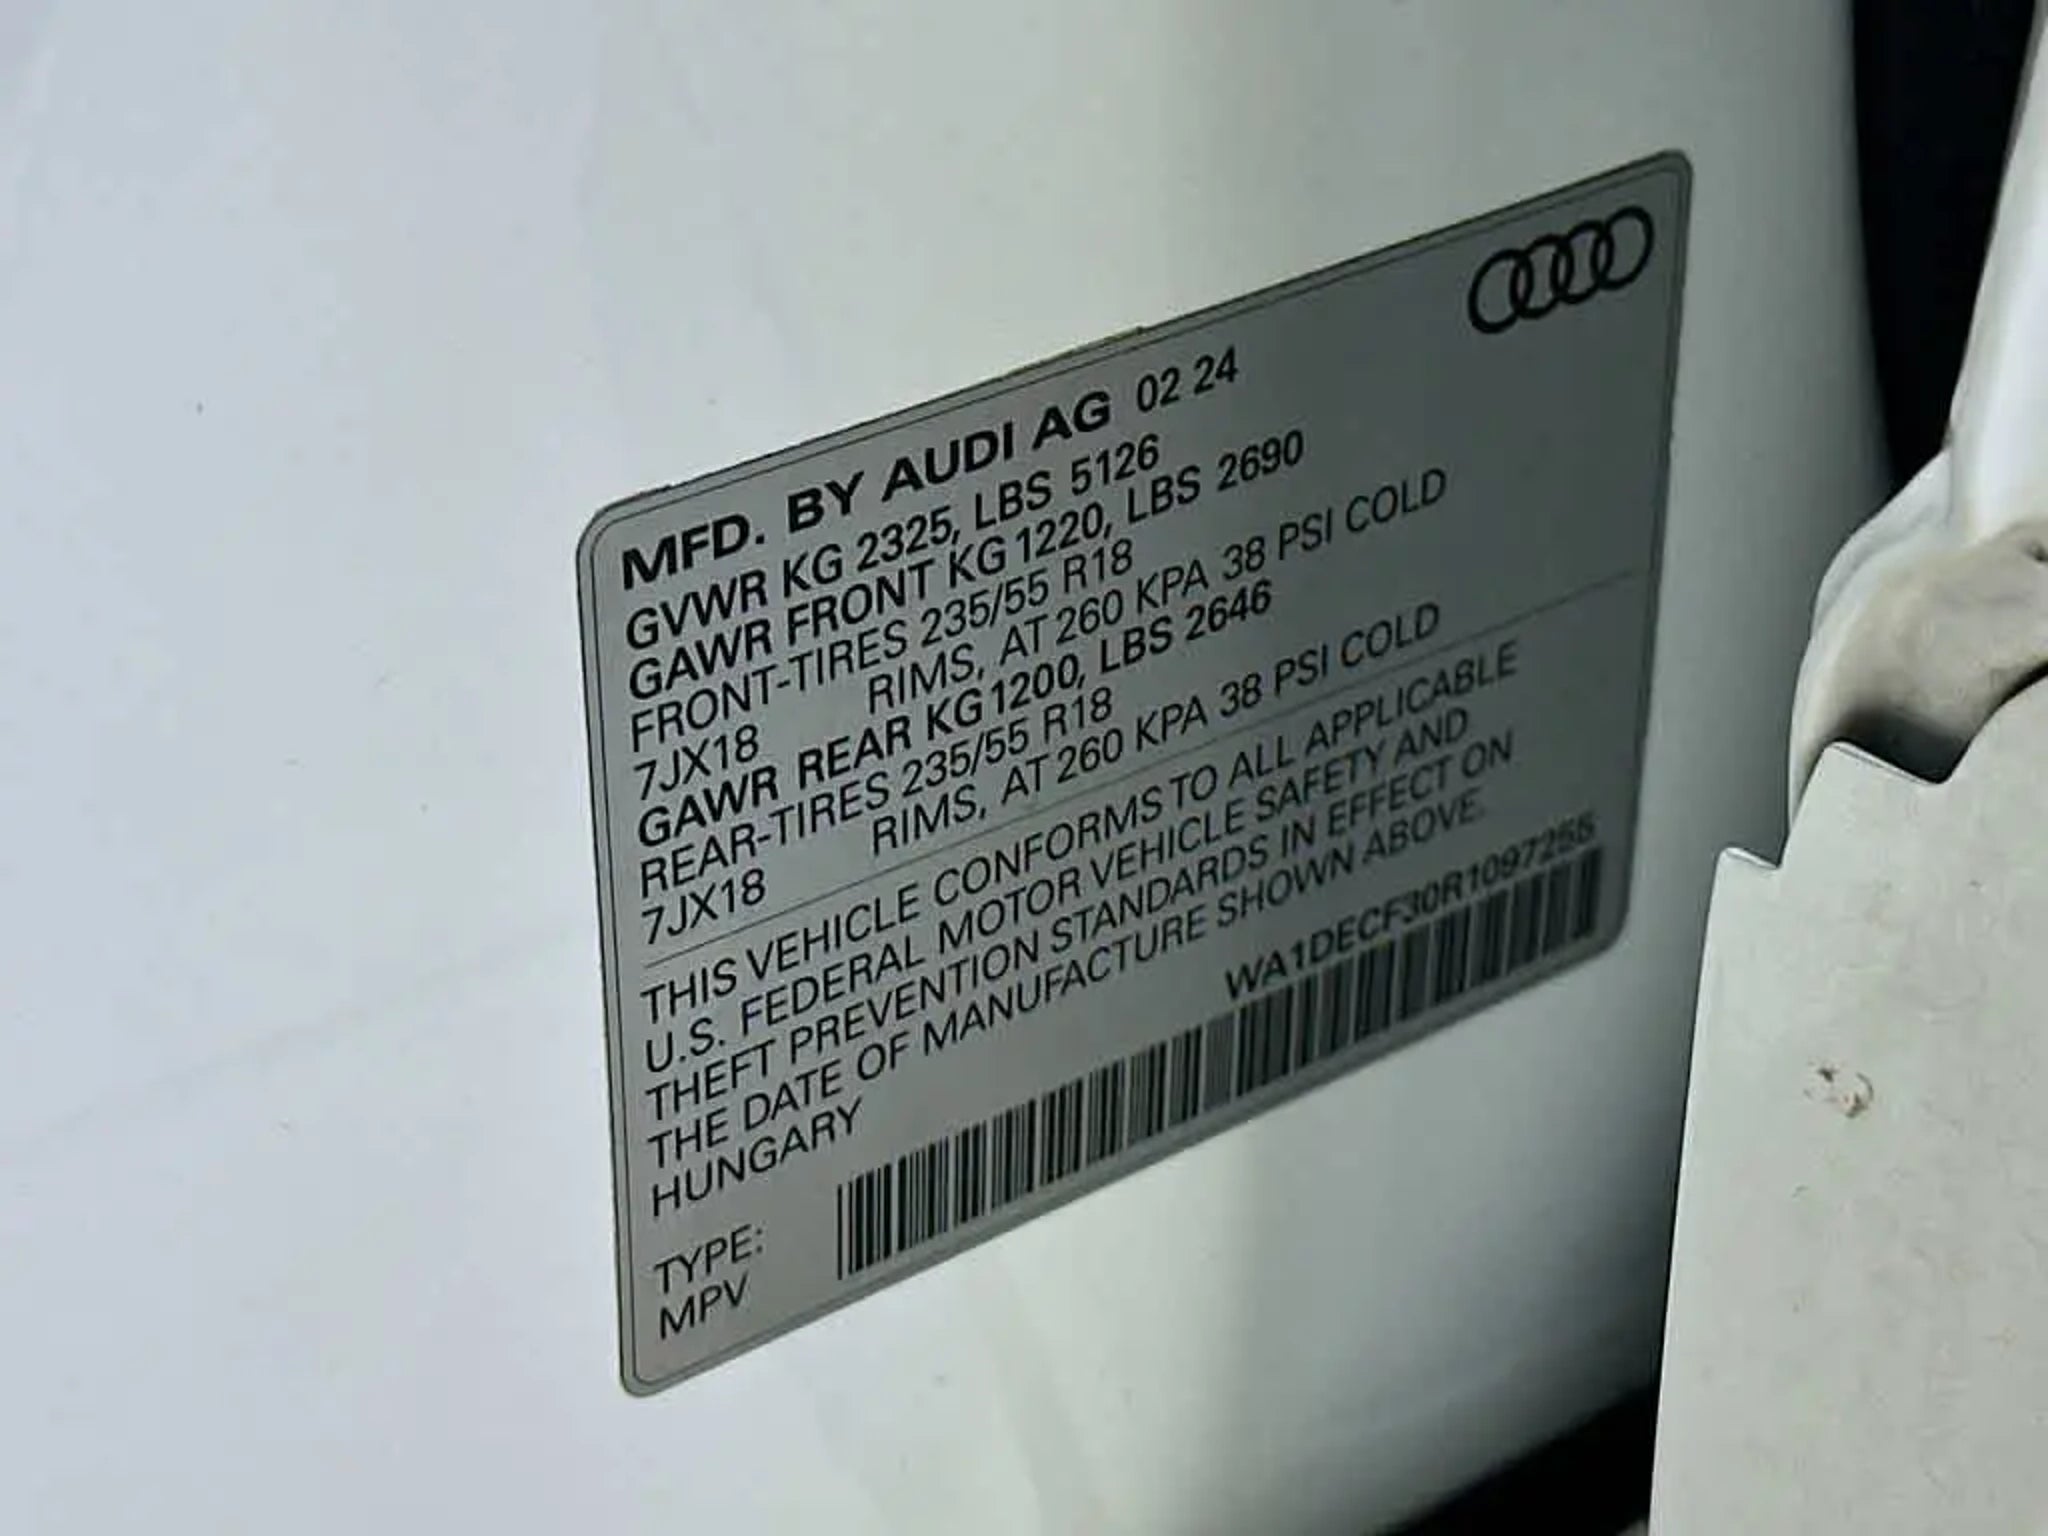 MFD. BY AUDI AG 02 24
GVWR KG 2325, LBS 5126
GAWR FRONT KG 1220, LBS 2690
FRONT-TIRES 235/55 R18
7JX18 RIMS, AT 260 KPA 38 PSI COLD
GAWR REAR KG 1200, LBS 2646
REAR-TIRES 235/55 R18
7JX18 RIMS, AT 260 KPA 38 PSI COLD
THIS VEHICLE CONFORMS TO ALL APPLICABLE
U.S. FEDERAL MOTOR VEHICLE SAFETY AND
THEFT PREVENTION STANDARDS IN EFFECT ON
THE DATE OF MANUFACTURE SHOWN ABOVE.
HUNGARY
WA1DECF30R1097255
TYPE:
MPV